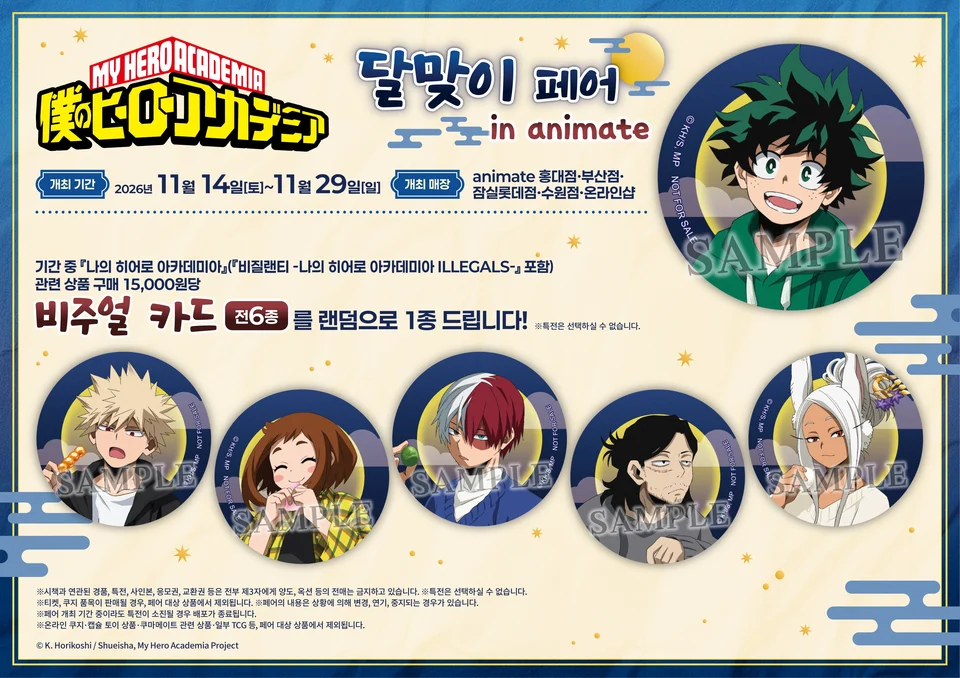 MY HERO ACADEMIA
僕のヒーローアカデミア
달맞이 페어
in animate
개최 기간 2026년 11월 14일[토]~11월 29일[일]
개최 매장 animate 홍대점·부산점·
잠실롯데점·수원점·온라인샵
기간 중 『나의 히어로 아카데미아』(『비질랜티 -나의 히어로 아카데미아 ILLEGALS-』 포함)
관련 상품 구매 15,000원당
비주얼 카드 전6종 를 랜덤으로 1종 드립니다! ※특전은 선택하실 수 없습니다.
© KH/S, MP NOT FOR SALE
SAMPLE
SAMPLE
SAMPLE
SAMPLE
SAMPLE
SAMPLE
※시책과 연관된 경품, 특전, 사인본, 응모권, 교환권 등은 전부 제3자에게 양도, 옥션 등의 전매는 금지하고 있습니다. ※특전은 선택하실 수 없습니다.
※티켓, 쿠지 품목이 판매될 경우, 페어 대상 상품에서 제외됩니다. ※페어의 내용은 상황에 의해 변경, 연기, 중지되는 경우가 있습니다.
※페어 개최 기간 중이라도 특전이 소진될 경우 배포가 종료됩니다.
※온라인 쿠지·캡슐 토이 상품·쿠마메이트 관련 상품·일부 TCG 등, 페어 대상 상품에서 제외됩니다.
© K. Horikoshi / Shueisha, My Hero Academia Project